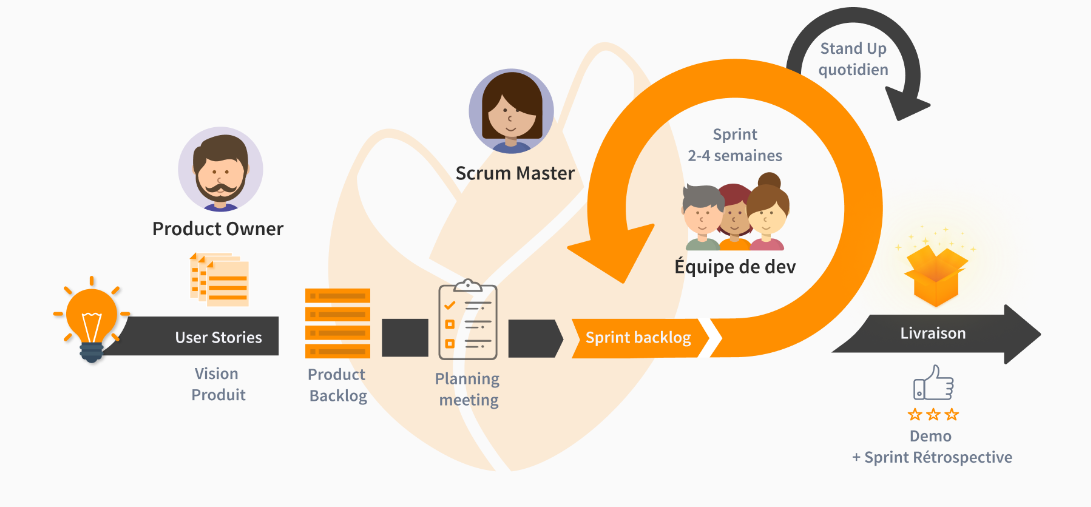 Stand Up
quotidien
Sprint
2-4 semaines
Scrum Master
Product Owner
Équipe de dev
User Stories
Sprint backlog
Livraison
Vision
Produit
Product
Backlog
Planning
meeting
Demo
+ Sprint Rétrospective